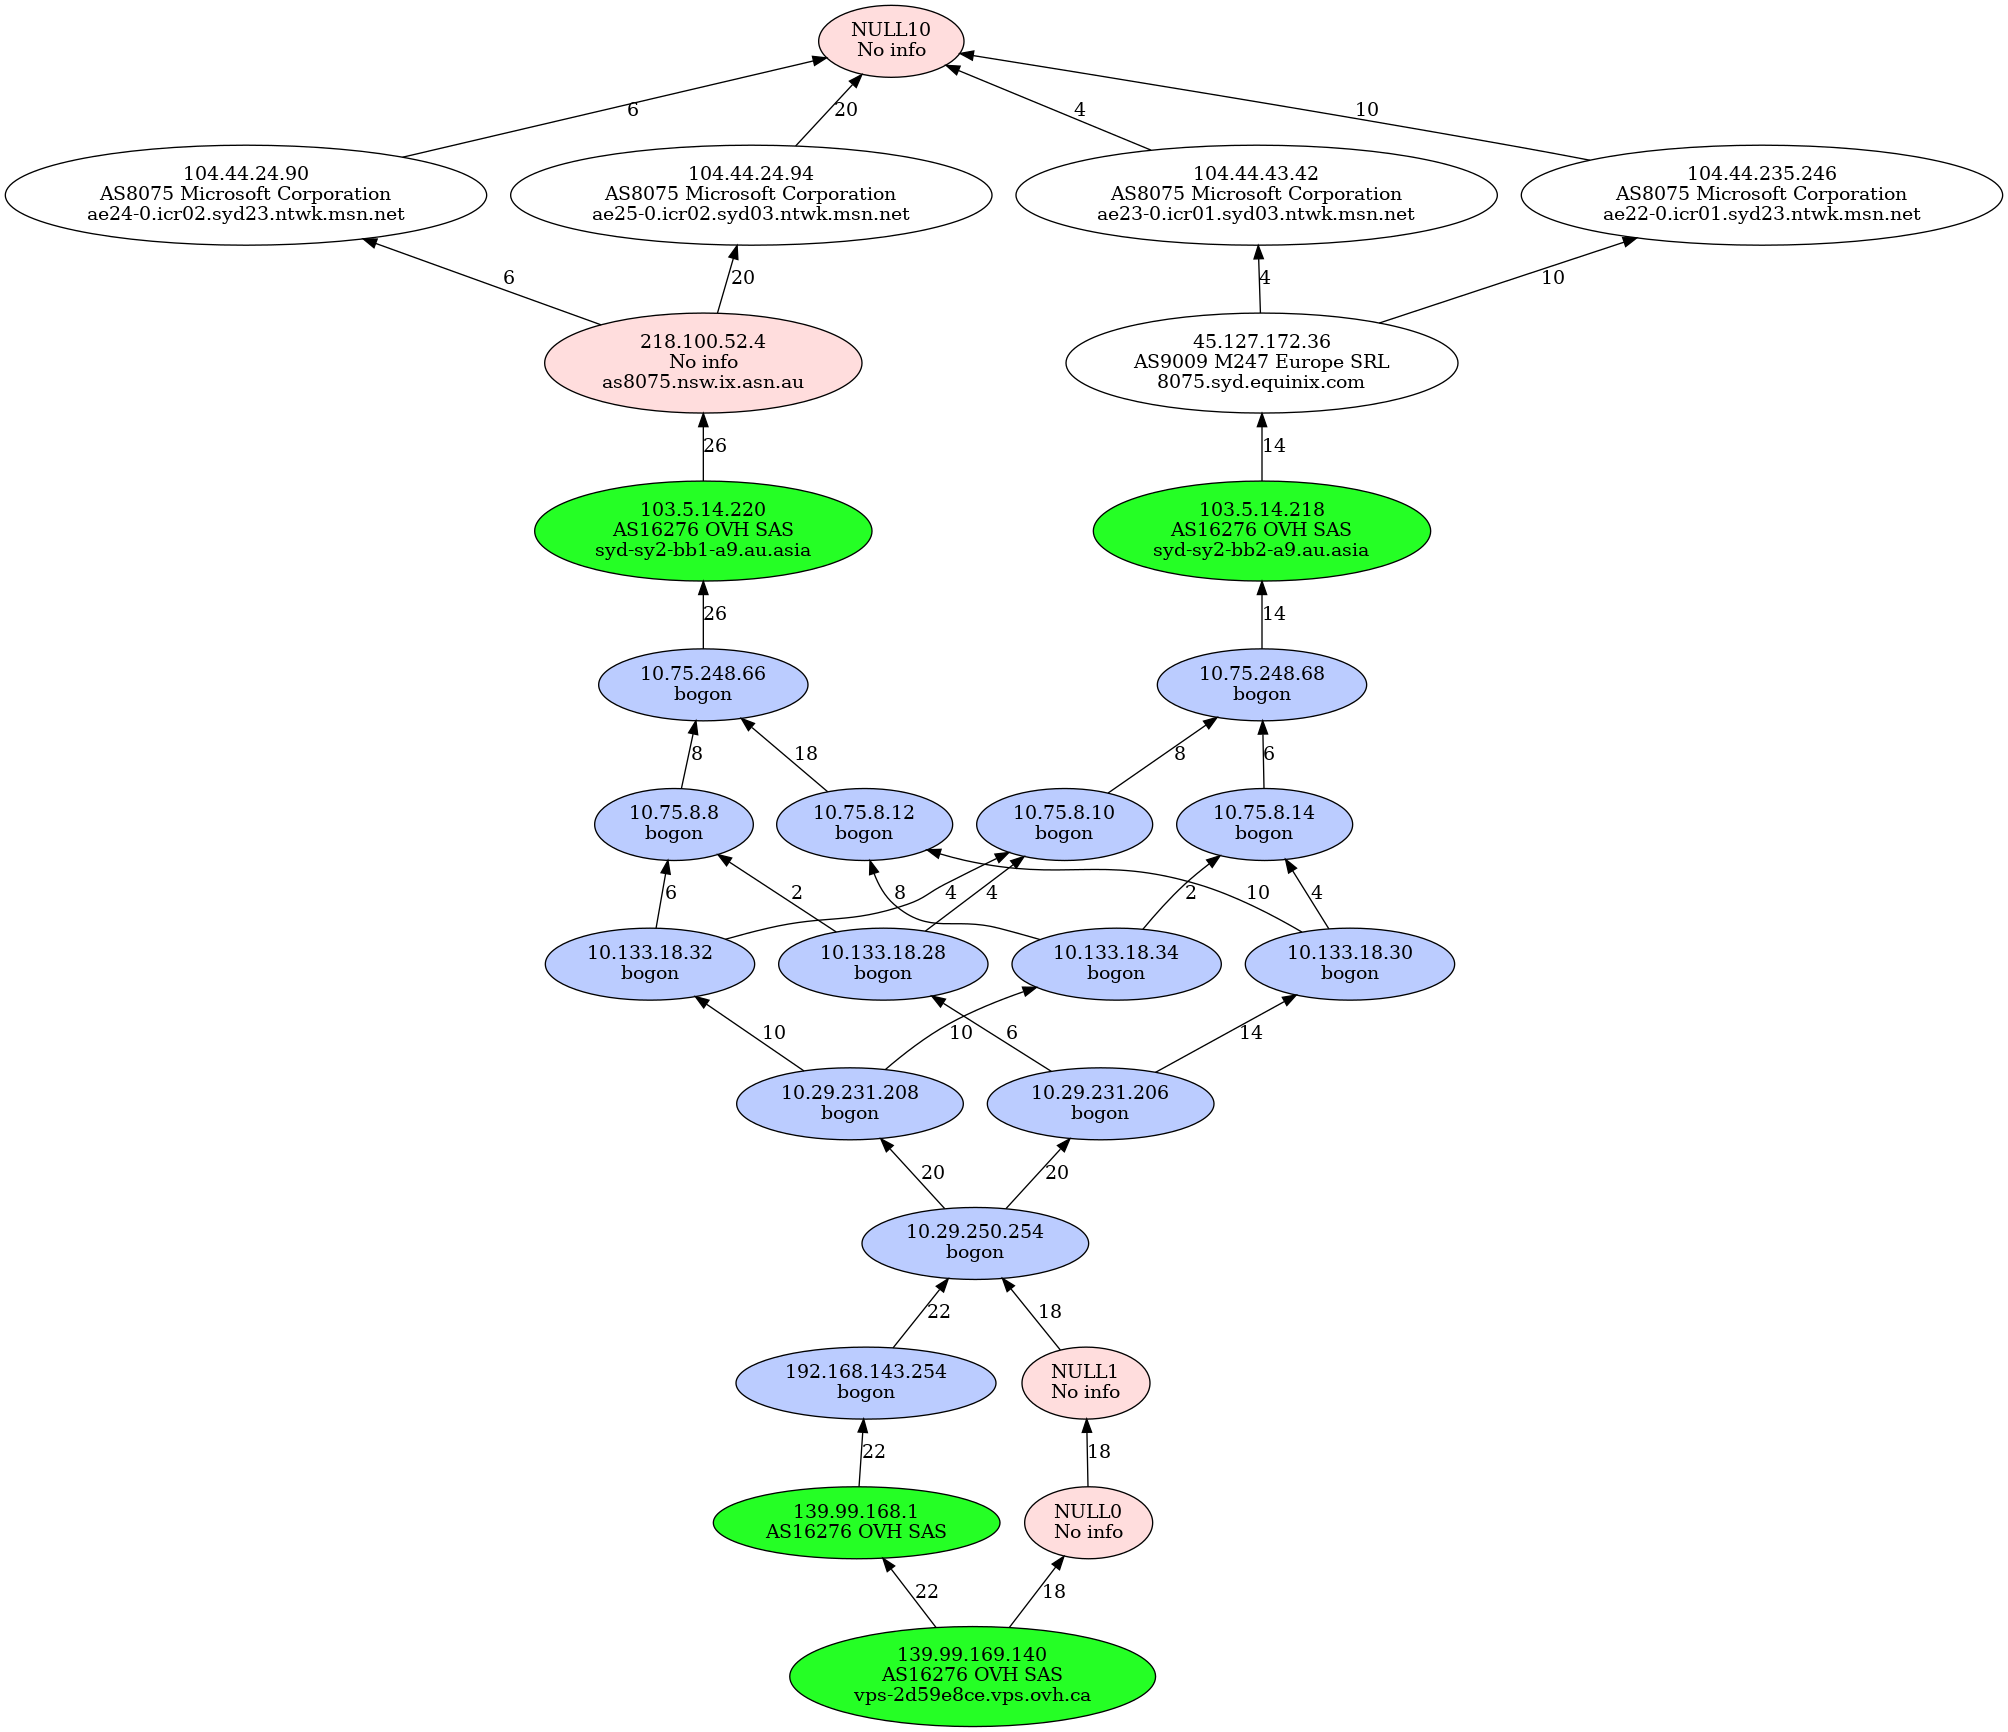 NULL10
No info
6
20
4
10
104.44.24.90
AS8075 Microsoft Corporation
ae24-0.icr02.syd23.ntwk.msn.net
104.44.24.94
AS8075 Microsoft Corporation
ae25-0.icr02.syd03.ntwk.msn.net
104.44.43.42
AS8075 Microsoft Corporation
ae23-0.icr01.syd03.ntwk.msn.net
104.44.235.246
AS8075 Microsoft Corporation
ae22-0.icr01.syd23.ntwk.msn.net
6
20
4
10
218.100.52.4
No info
as8075.nsw.ix.asn.au
45.127.172.36
AS9009 M247 Europe SRL
8075.syd.equinix.com
26
14
103.5.14.220
AS16276 OVH SAS
syd-sy2-bb1-a9.au.asia
103.5.14.218
AS16276 OVH SAS
syd-sy2-bb2-a9.au.asia
26
14
10.75.248.66
bogon
10.75.248.68
bogon
8
18
8
6
10.75.8.8
bogon
10.75.8.12
bogon
10.75.8.10
bogon
10.75.8.14
bogon
6
2
8
4
4
2
10
4
10.133.18.32
bogon
10.133.18.28
bogon
10.133.18.34
bogon
10.133.18.30
bogon
10
10
6
14
10.29.231.208
bogon
10.29.231.206
bogon
20
20
10.29.250.254
bogon
22
18
192.168.143.254
bogon
NULL1
No info
22
18
139.99.168.1
AS16276 OVH SAS
NULL0
No info
22
18
139.99.169.140
AS16276 OVH SAS
vps-2d59e8ce.vps.ovh.ca